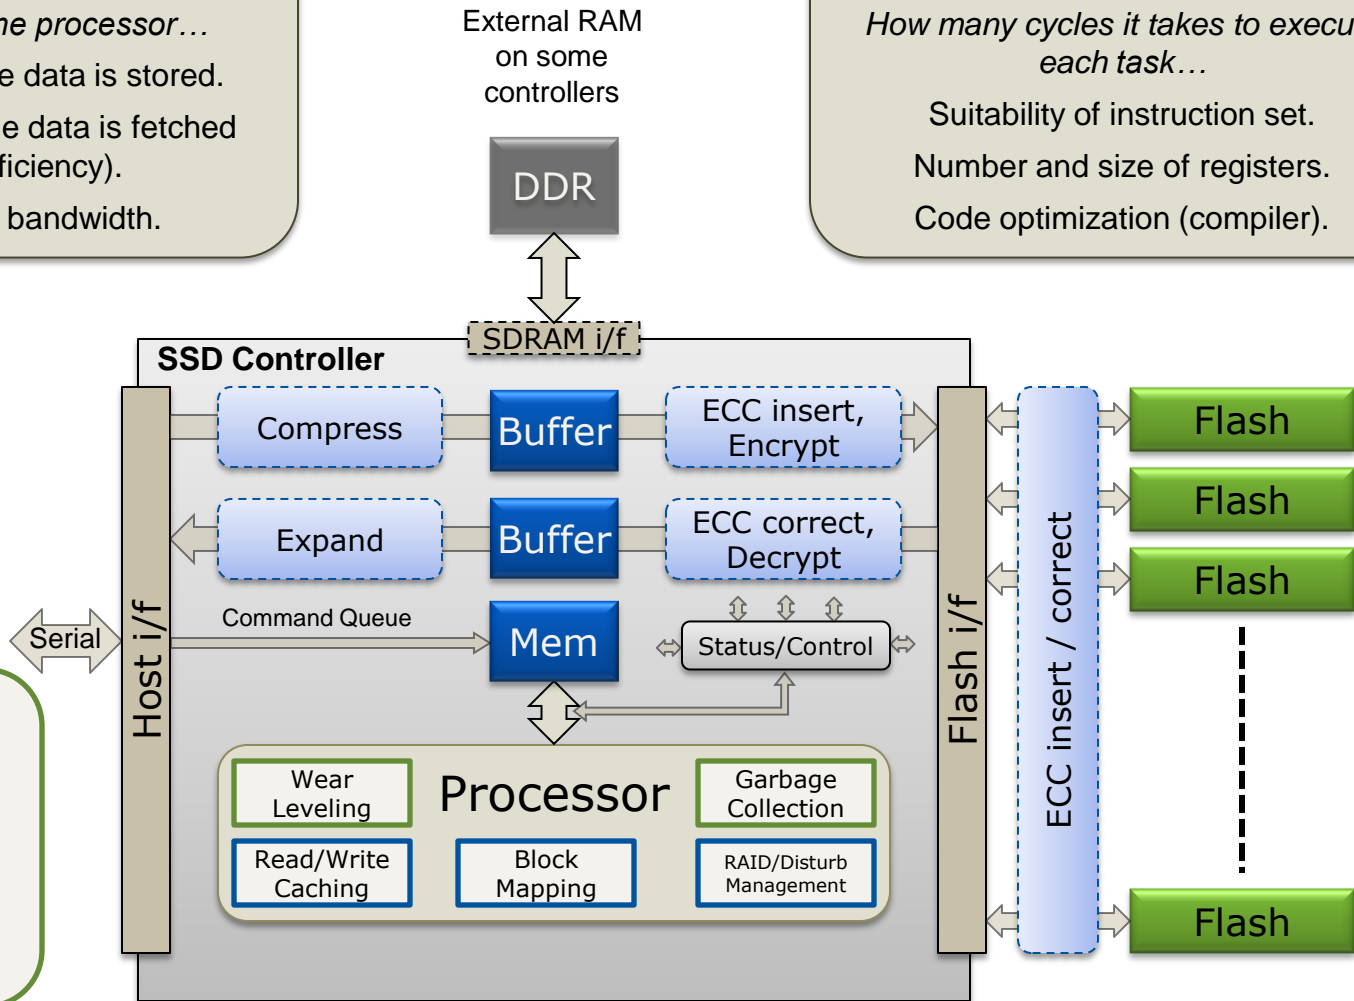 me processor…
e data is stored.
e data is fetched
ficiency).
bandwidth.
External RAM
on some
controllers
How many cycles it takes to execu
each task…
Suitability of instruction set.
Number and size of registers.
Code optimization (compiler).
DDR
SDRAM i/f
SSD Controller
Compress
Buffer
ECC insert,
Encrypt
Expand
Buffer
ECC correct,
Decrypt
Serial
Host i/f
Command Queue
Mem
Status/Control
Flash i/f
ECC insert / correct
Flash
Flash
Flash
Flash
Processor
Wear
Leveling
Garbage
Collection
Read/Write
Caching
Block
Mapping
RAID/Disturb
Management